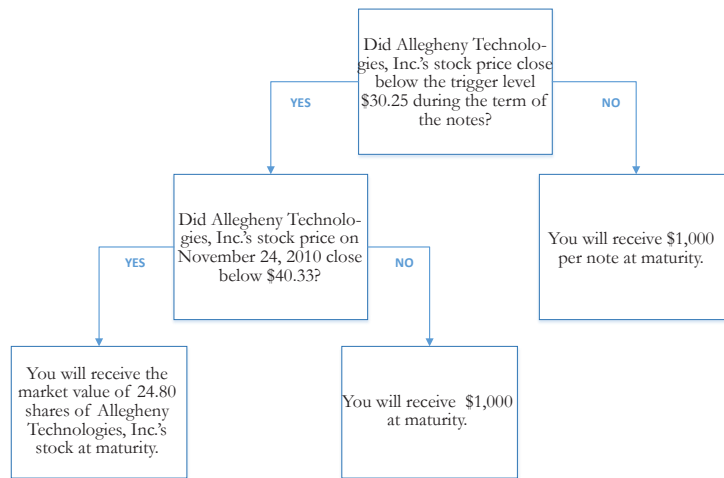 Did Allegheny Technolo-
gies, Inc.'s stock price close
below the trigger level
$30.25 during the term of
the notes?
YES
NO
Did Allegheny Technolo-
gies, Inc.'s stock price on
November 24, 2010 close
below $40.33?
You will receive $1,000
per note at maturity.
YES
NO
You will receive the
market value of 24.80
shares of Allegheny
Technologies, Inc.'s
stock at maturity.
You will receive $1,000
at maturity.